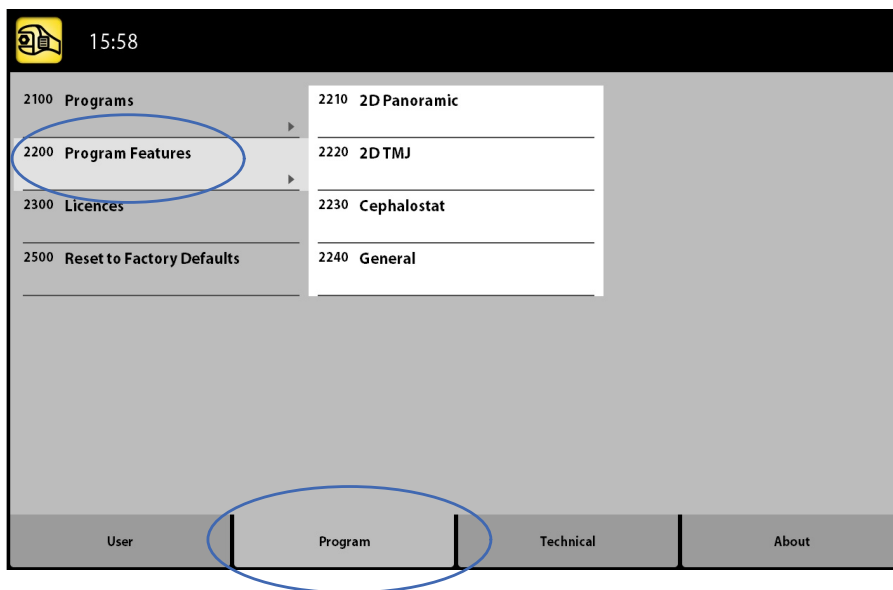 15:58
2100 Programs
2200 Program Features
2300 Licences
2500 Reset to Factory Defaults
2210 2D Panoramic
2220 2D TMJ
2230 Cephalostat
2240 General
User
Program
Technical
About